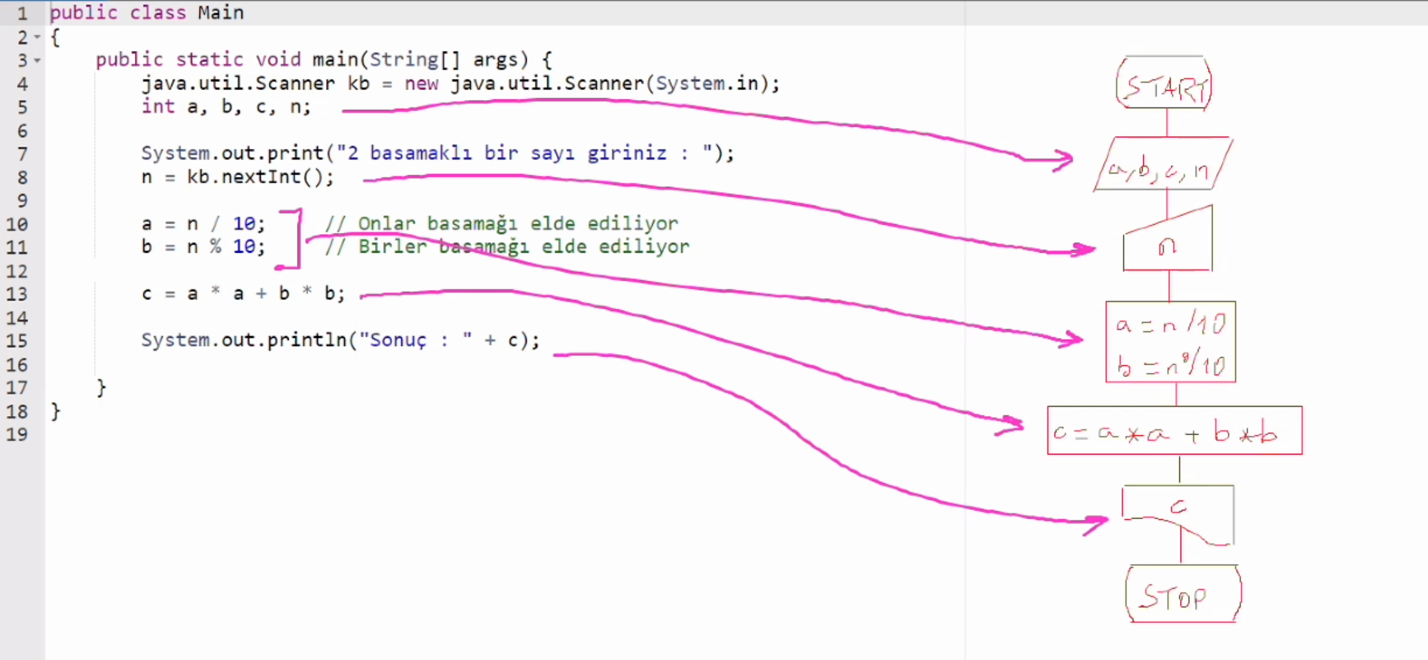 1 public class Main
2 {
3 public static void main(String[] args) {
4 java.util.Scanner kb = new java.util.Scanner(System.in);
5 int a, b, c, n;
6
7 System.out.print("2 basamaklı bir sayı giriniz : ");
8 n = kb.nextInt();
9
10 a = n / 10; // Onlar basamağı elde ediliyor
11 b = n % 10; // Birler basamağı elde ediliyor
12
13 c = a * a + b * b;
14
15 System.out.println("Sonuç : " + c);
16
17 }
18 }
19
START
a, b, c, n
n
a = n / 10
b = n % 10
c = a * a + b * b
c
STOP